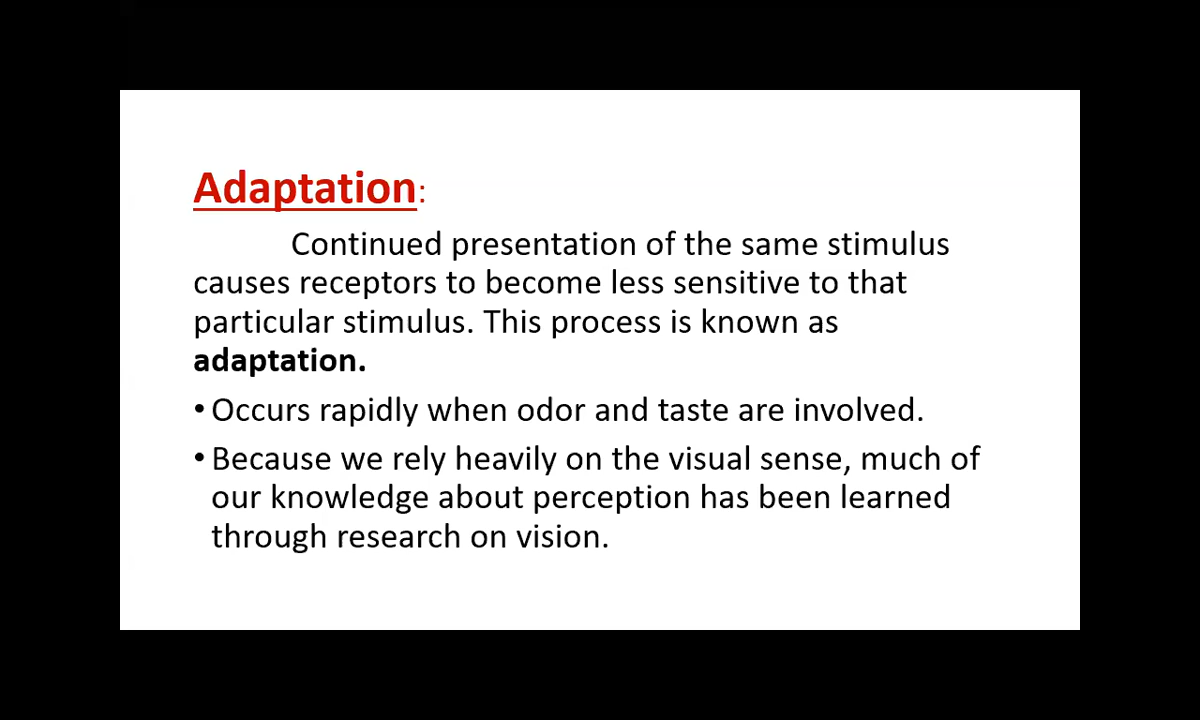 Adaptation:
Continued presentation of the same stimulus
causes receptors to become less sensitive to that
particular stimulus. This process is known as
adaptation.
•Occurs rapidly when odor and taste are involved.
•Because we rely heavily on the visual sense, much of
our knowledge about perception has been learned
through research on vision.